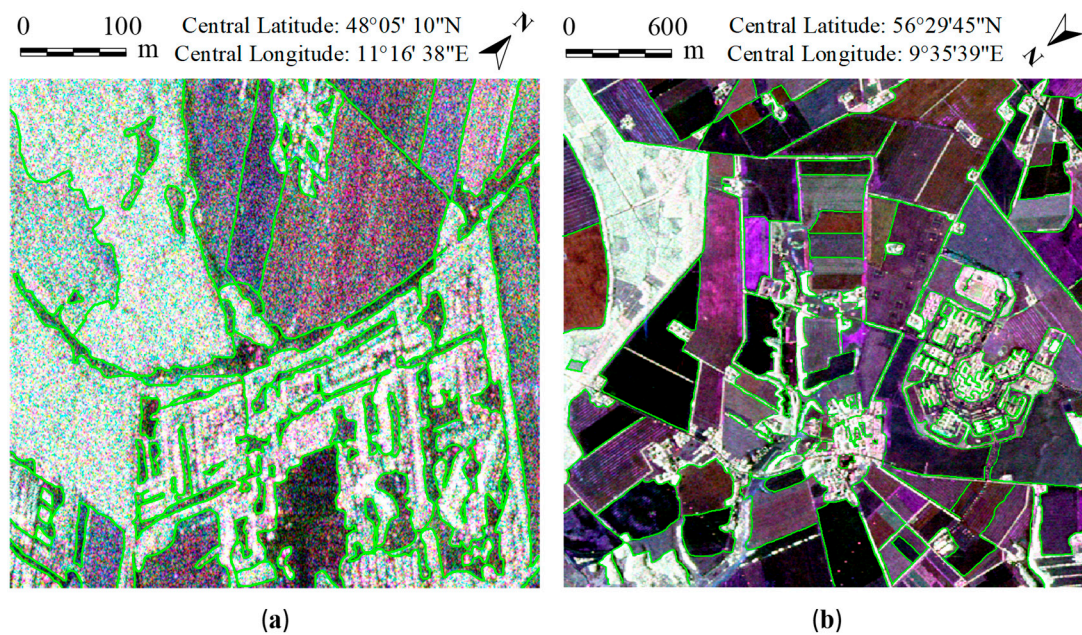 0 100 m
Central Latitude: 48°05' 10"N
Central Longitude: 11°16' 38"E
N
0 600 m
Central Latitude: 56°29'45"N
Central Longitude: 9°35'39"E
N
(a)
(b)